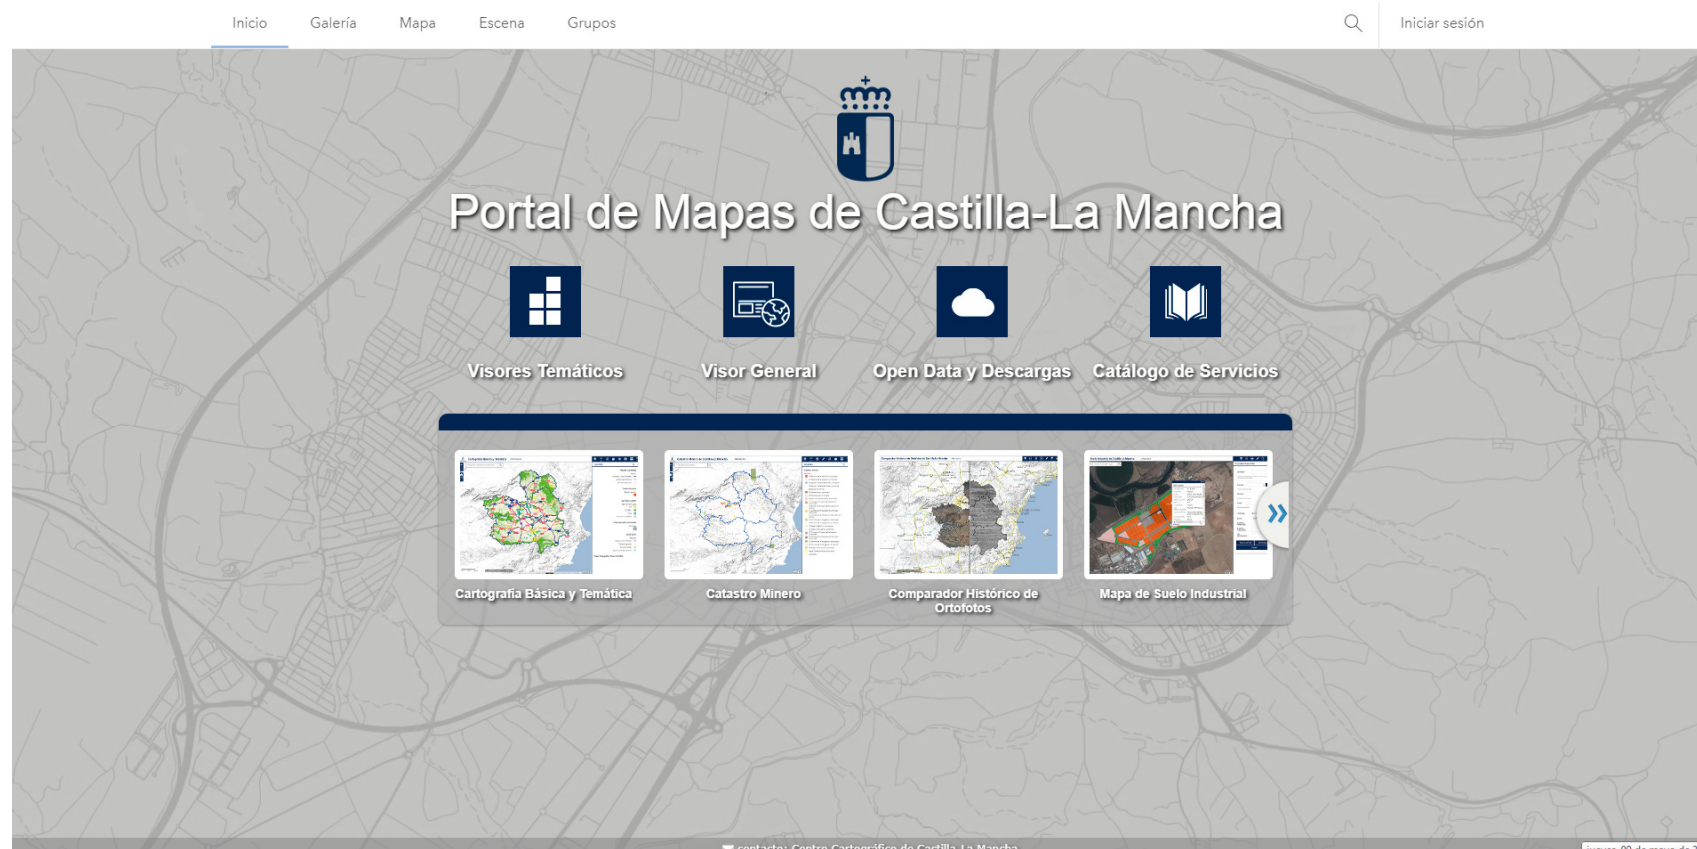 Inicio
Galería
Mapa
Escena
Grupos
Iniciar sesión
Portal de Mapas de Castilla-La Mancha
Visores Temáticos
Visor General
Open Data y Descargas
Catálogo de Servicios
Cartografía Básica y Temática
Catastro Minero
Comparador Histórico de
Ortofotos
Mapa de Suelo Industrial
contacto: Centro Cartográfico de Castilla-La Mancha